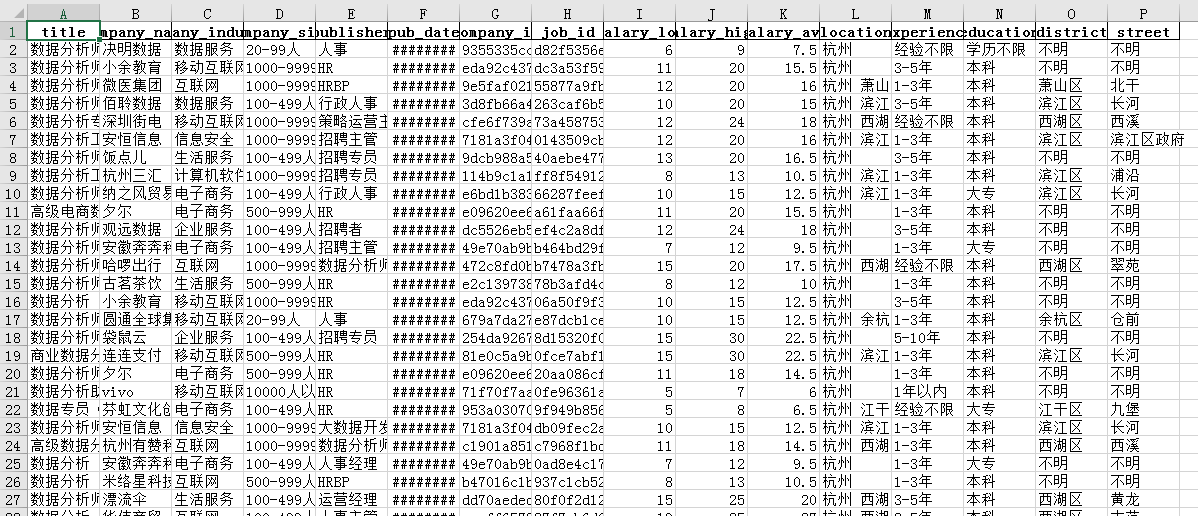 A B C D E F G H I J K L M N O P
1 title mpany_na any_indu mpany_si ublisher pub_date ompany_i job_id alary_lo alary_hig alary_av location xperienc ducation district street
2 数据分析师 决明数据 数据服务 20-99人 人事 ######## 9355335cc d82f5356e 6 9 7.5 杭州 经验不限 学历不限 不明 不明
3 数据分析师 小余教育 移动互联网 1000-9999 HR ######## eda92c437 dc3a53f59 11 20 15.5 杭州 3-5年 本科 不明 不明
4 数据分析师 微医集团 互联网 1000-9999 HRBP ######## 9e5faf021 55877a9fb 12 20 16 杭州 萧山 1-3年 本科 萧山区 北干
5 数据分析师 佰聆数据 数据服务 100-499人 行政人事 ######## 3d8fb66a4 263caf6b5 10 20 15 杭州 滨江 3-5年 本科 滨江区 长河
6 数据分析专 深圳街电 移动互联网 1000-9999 策略运营主 ######## cfe6f739a 73a458753 12 24 18 杭州 西湖 经验不限 本科 西湖区 西溪
7 数据分析工 安恒信息 信息安全 1000-9999 招聘主管 ######## 7181a3f04 0143509cb 12 20 16 杭州 滨江 1-3年 本科 滨江区 滨江区政府
8 数据分析师 饭点儿 生活服务 100-499人 招聘专员 ######## 9dcb988a5 40aebe477 13 20 16.5 杭州 3-5年 本科 不明 不明
9 数据分析工 杭州三汇 计算机软件 1000-9999 招聘专员 ######## 114b9c1a1 ff8f54912 8 13 10.5 杭州 滨江 1-3年 本科 滨江区 浦沿
10 数据分析师 纳之风贸易 电子商务 100-499人 行政人事 ######## e6bd1b383 66287feef 10 15 12.5 杭州 滨江 1-3年 大专 滨江区 长河
11 高级电商数 夕尔 电子商务 500-999人 HR ######## e09620ee6 a61faa66f 11 20 15.5 杭州 1-3年 本科 不明 不明
12 数据分析师 观远数据 企业服务 100-499人 招聘者 ######## dc5526eb5 ef4c2a8df 12 24 18 杭州 3-5年 本科 不明 不明
13 数据分析师 安徽奔奔科 电子商务 100-499人 招聘主管 ######## 49e70ab9b b464bd29f 7 12 9.5 杭州 1-3年 大专 不明 不明
14 数据分析师 哈啰出行 互联网 1000-9999 数据分析师 ######## 472c8fd0b b7478a3fb 15 20 17.5 杭州 西湖 经验不限 本科 西湖区 翠苑
15 数据分析师 古茗茶饮 生活服务 500-999人 HR ######## e2c139738 78b3afd4c 8 12 10 杭州 1-3年 本科 不明 不明
16 数据分析 小余教育 移动互联网 1000-9999 HR ######## eda92c437 06a50f9f3 10 15 12.5 杭州 3-5年 本科 不明 不明
17 数据分析师 圆通全球集 移动互联网 20-99人 人事 ######## 679a7da27 e87dcb1ce 10 15 12.5 杭州 余杭 1-3年 本科 余杭区 仓前
18 数据分析师 袋鼠云 企业服务 100-499人 招聘专员 ######## 254da9267 8d15320f0 15 30 22.5 杭州 5-10年 本科 不明 不明
19 商业数据分 连连支付 移动互联网 500-999人 HR ######## 81e0c5a9b 0fce7abf1 15 30 22.5 杭州 滨江 1-3年 本科 滨江区 长河
20 数据分析师 夕尔 电子商务 500-999人 HR ######## e09620ee6 20aa086cf 11 18 14.5 杭州 1-3年 本科 不明 不明
21 数据分析助 vivo 移动互联网 10000人以 HR ######## 71f70f7aa 0fe96361a 5 7 6 杭州 1年以内 本科 不明 不明
22 数据专员 芬虹文化创 电子商务 100-499人 HR ######## 953a03070 9f949b856 5 8 6.5 杭州 江干 经验不限 大专 江干区 九堡
23 数据分析师 安恒信息 信息安全 1000-9999 大数据开发 ######## 7181a3f04 db09fec2a 10 15 12.5 杭州 滨江 1-3年 本科 滨江区 长河
24 高级数据分 杭州有赞科 互联网 1000-9999 数据分析师 ######## c1901a851 c7968f1bd 11 18 14.5 杭州 西湖 1-3年 本科 西湖区 西溪
25 数据分析 安徽奔奔科 电子商务 100-499人 人事经理 ######## 49e70ab9b 0ad8e4c17 7 12 9.5 杭州 1-3年 大专 不明 不明
26 数据分析 米络星科技 互联网 500-999人 HRBP ######## b47016c1b 937c1cb52 8 13 10.5 杭州 1-3年 本科 不明 不明
27 数据分析师 漂流伞 生活服务 100-499人 运营经理 ######## dd70aedec 80f0f2d12 15 25 20 杭州 西湖 3-5年 本科 西湖区 黄龙